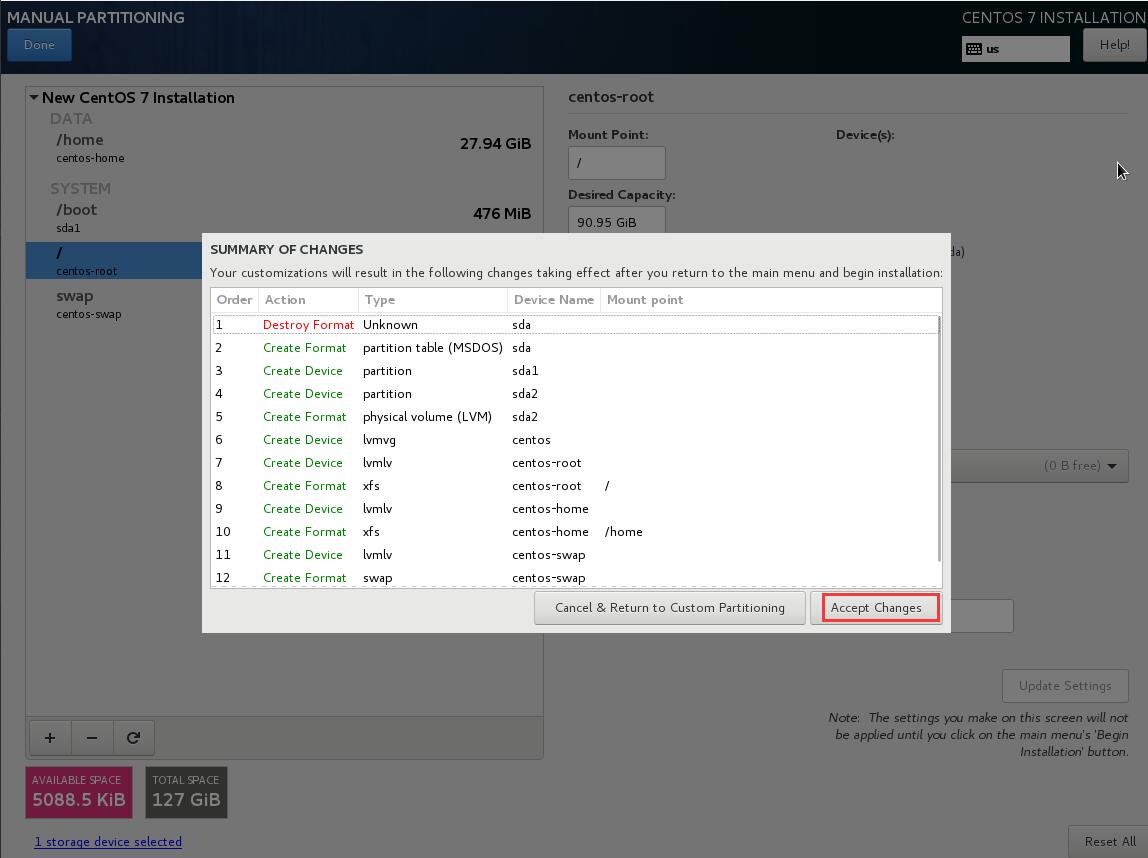 MANUAL PARTITIONING
CENTOS 7 INSTALLATION
Done
us
Help!
New CentOS 7 Installation
DATA
/home
centos-home
27.94 GiB
SYSTEM
/boot
sda1
476 MiB
/
centos-root
swap
centos-swap
centos-root
Mount Point:
/
Device(s):
Desired Capacity:
90.95 GiB
da)
SUMMARY OF CHANGES
Your customizations will result in the following changes taking effect after you return to the main menu and begin installation:
Order Action Type Device Name Mount point
1 Destroy Format Unknown sda
2 Create Format partition table (MSDOS) sda
3 Create Device partition sda1
4 Create Device partition sda2
5 Create Format physical volume (LVM) sda2
6 Create Device lvmvg centos
7 Create Device lvmlv centos-root
8 Create Format xfs centos-root /
9 Create Device lvmlv centos-home
10 Create Format xfs centos-home /home
11 Create Device lvmlv centos-swap
12 Create Format swap centos-swap
Cancel & Return to Custom Partitioning
Accept Changes
(0 B free)
Update Settings
Note: The settings you make on this screen will not
be applied until you click on the main menu's 'Begin
Installation' button.
+ −
AVAILABLE SPACE
5088.5 KiB
TOTAL SPACE
127 GiB
1 storage device selected
Reset All